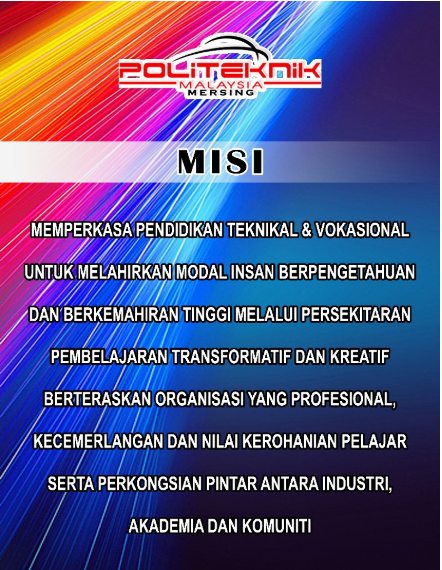 POLITEKNIK
MALAYSIA
MERSING
MISI
MEMPERKASA PENDIDIKAN TEKNIKAL & VOKASIONAL
UNTUK MELAHIRKAN MODAL INSAN BERPENGETAHUAN
DAN BERKEMAHIRAN TINGGI MELALUI PERSEKITARAN
PEMBELAJARAN TRANSFORMATIF DAN KREATIF
BERTERASKAN ORGANISASI YANG PROFESIONAL,
KECEMERLANGAN DAN NILAI KEROHANIAN PELAJAR
SERTA PERKONGSIAN PINTAR ANTARA INDUSTRI,
AKADEMIA DAN KOMUNITI